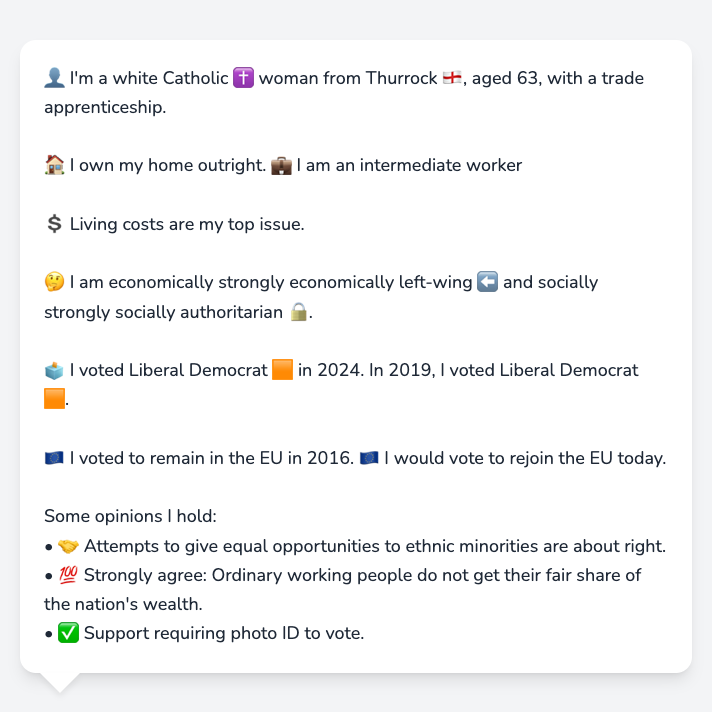 👤 I'm a white Catholic ✝️ woman from Thurrock 🏴󠁧󠁢󠁥󠁮󠁧󠁿, aged 63, with a trade
apprenticeship.
🏠 I own my home outright. 💼 I am an intermediate worker
💲 Living costs are my top issue.
🤔 I am economically strongly economically left-wing ⬅️ and socially
strongly socially authoritarian 🔒.
🗳️ I voted Liberal Democrat 🟧 in 2024. In 2019, I voted Liberal Democrat
🟧.
🇪🇺 I voted to remain in the EU in 2016. 🇪🇺 I would vote to rejoin the EU today.
Some opinions I hold:
• 🤝 Attempts to give equal opportunities to ethnic minorities are about right.
• 💯 Strongly agree: Ordinary working people do not get their fair share of
the nation's wealth.
• ✅ Support requiring photo ID to vote.